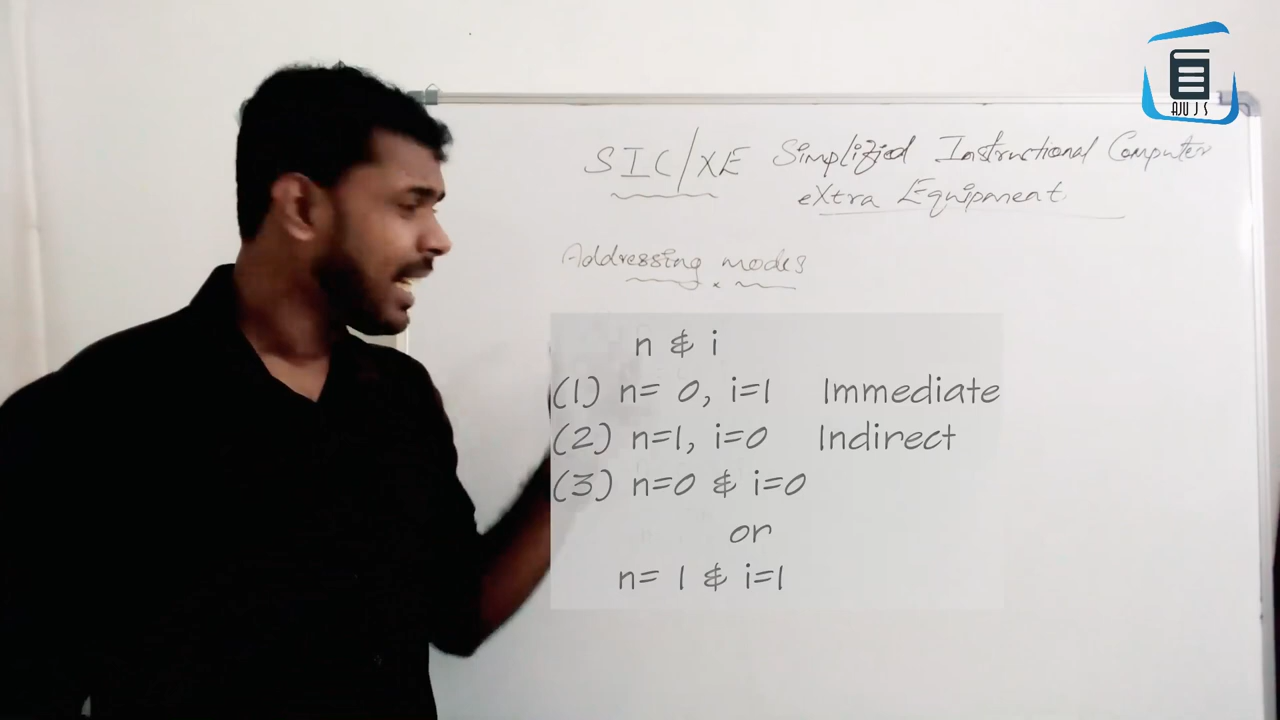 AJU J S
SIC/XE Simplified Instructional Computer
eXtra Equipment
Addressing modes
n & i
(1) n= 0, i=1 Immediate
(2) n=1, i=0 Indirect
(3) n=0 & i=0
or
n= 1 & i=1